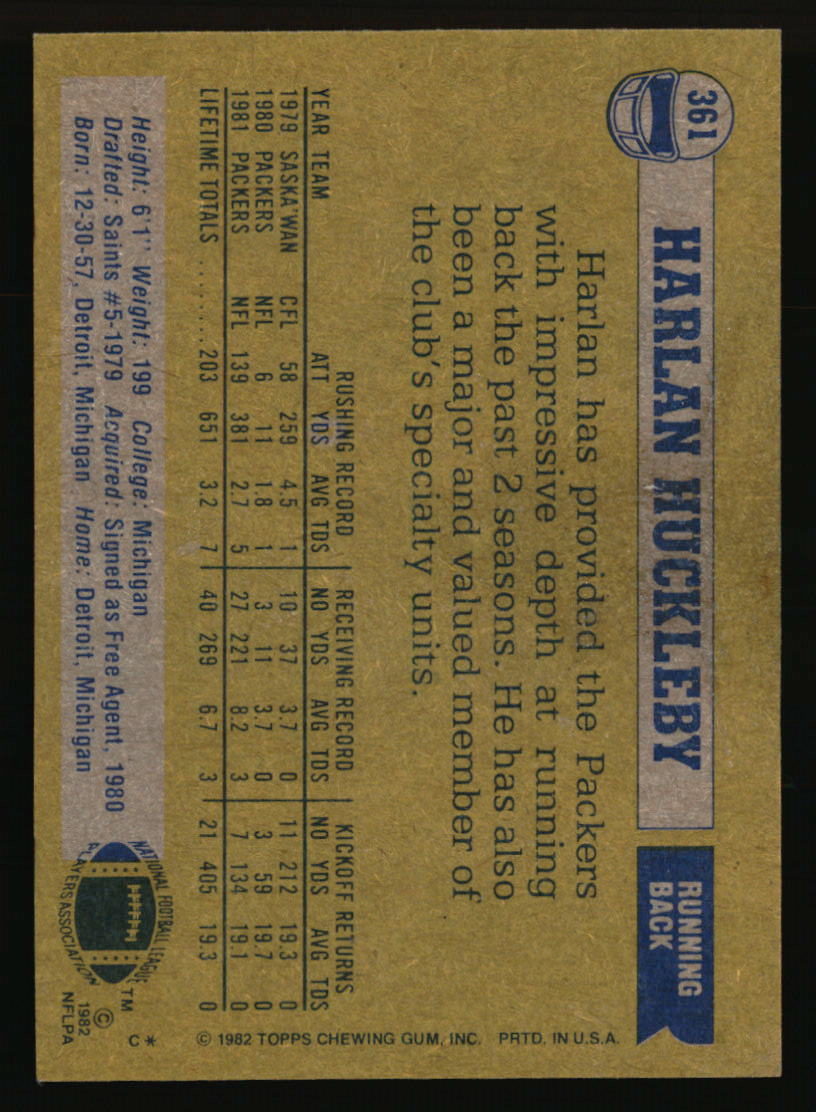 361
HARLAN HUCKLEBY
RUNNING
BACK
Harlan has provided the Packers
with impressive depth at running
back the past 2 seasons. He has also
been a major and valued member of
the club's specialty units.
RUSHING RECORD RECEIVING RECORD KICKOFF RETURNS
YEAR TEAM ATT YDS AVG TDS NO YDS AVG TDS NO YDS AVG TDS
1979 SASKA'WAN CFL 58 259 4.5 1 10 37 3.7 0 11 212 19.3 0
1980 PACKERS NFL 6 11 1.8 1 3 11 3.7 0 3 59 19.7 0
1981 PACKERS NFL 139 381 2.7 5 27 221 8.2 3 7 134 19.1 0
LIFETIME TOTALS ........ 203 651 3.2 7 40 269 6.7 3 21 405 19.3 0
Height: 6'1" Weight: 199 College: Michigan
Drafted: Saints #5-1979 Acquired: Signed as Free Agent, 1980
Born: 12-30-57, Detroit, Michigan Home: Detroit, Michigan
NATIONAL FOOTBALL LEAGUE
PLAYERS ASSOCIATION
TM
©
1982
NFLPA
C*
© 1982 TOPPS CHEWING GUM, INC. PRTD. IN U.S.A.